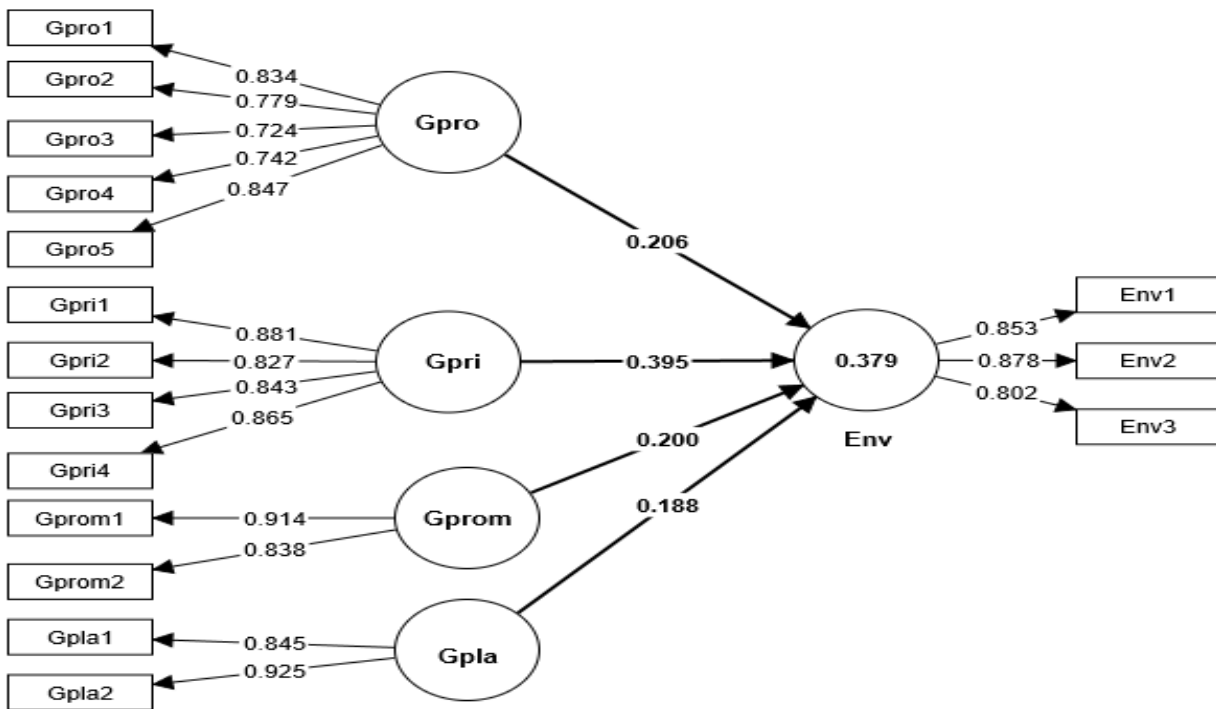 Gpro1
0.834
Gpro2
0.779
Gpro
Gpro3
0.724
Gpro4
0.742
Gpro5
0.847
0.206
Gpri1
0.881
Gpri2
0.827
Gpri
0.395
Gpri3
0.843
Gpri4
0.865
0.379
Env
0.853
Env1
0.878
Env2
0.802
Env3
0.200
Gprom1
0.914
Gprom
Gprom2
0.838
0.188
Gpla1
0.845
Gpla
Gpla2
0.925